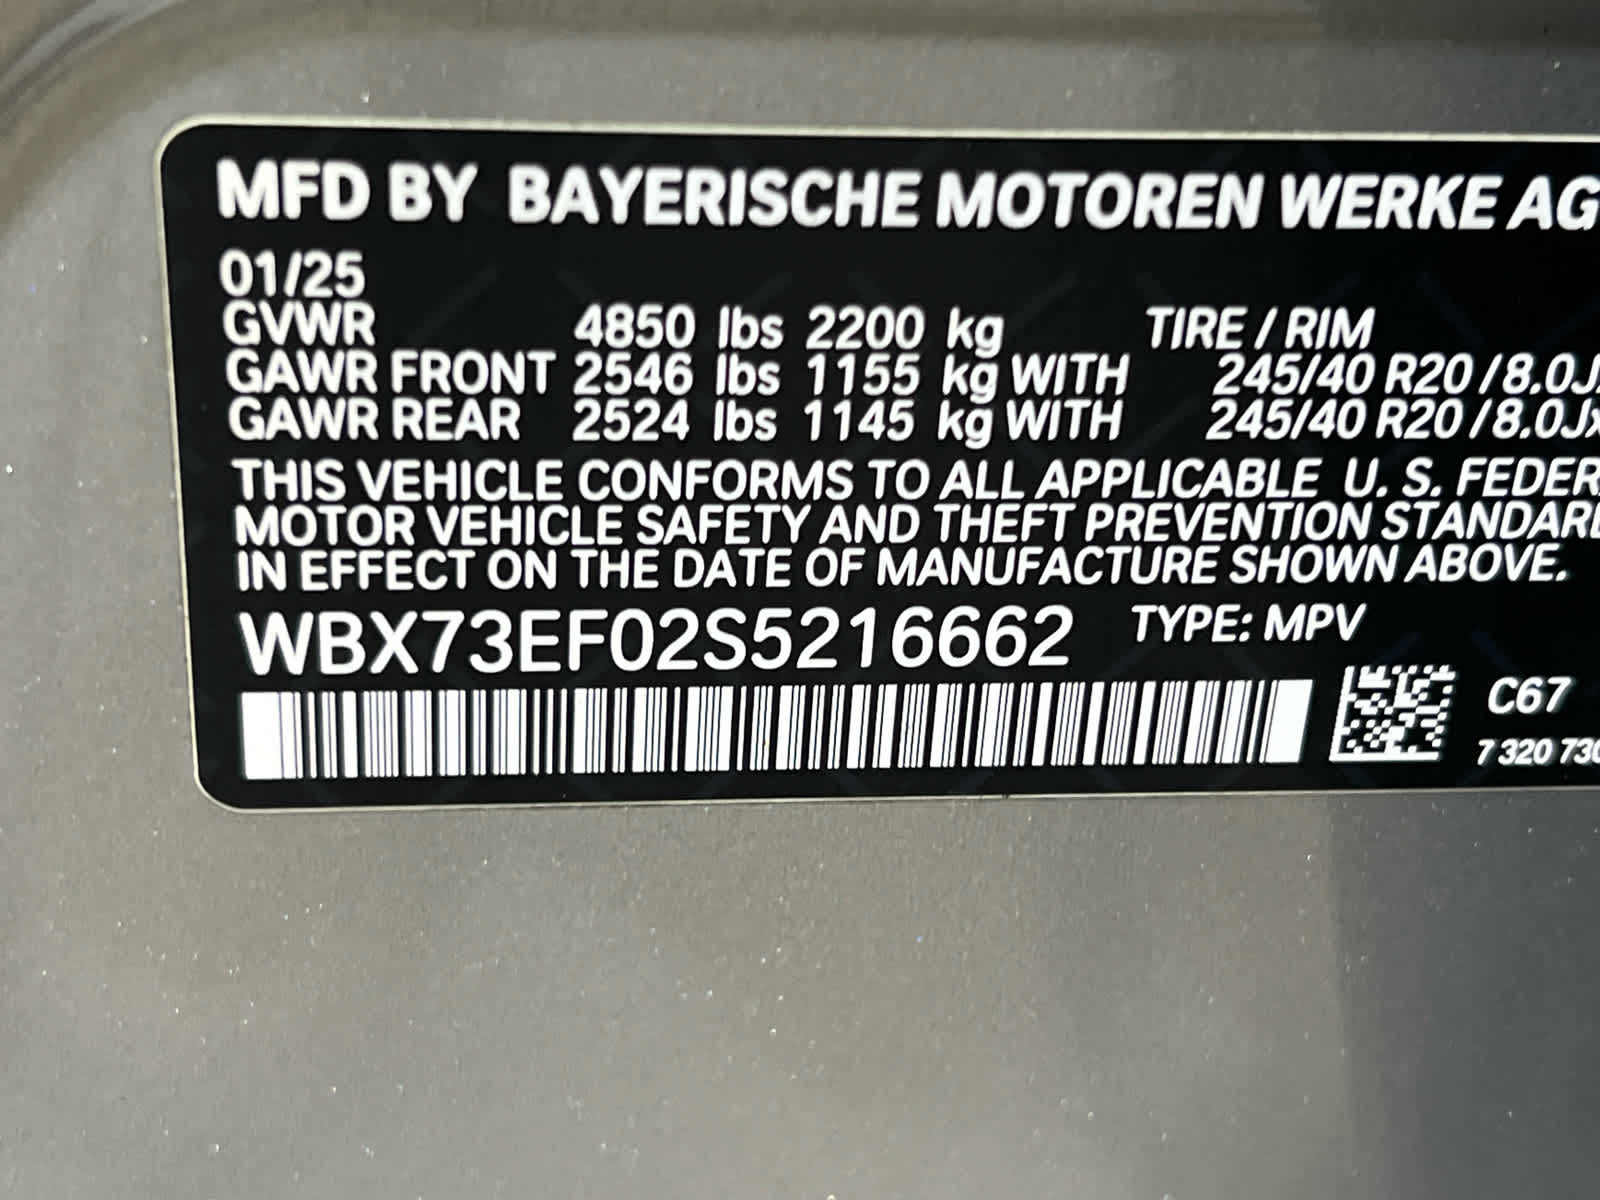 MFD BY BAYERISCHE MOTOREN WERKE AG
01/25
GVWR 4850 lbs 2200 kg TIRE / RIM
GAWR FRONT 2546 lbs 1155 kg WITH 245/40 R20 / 8.0J
GAWR REAR 2524 lbs 1145 kg WITH 245/40 R20 / 8.0Jx
THIS VEHICLE CONFORMS TO ALL APPLICABLE U. S. FEDER
MOTOR VEHICLE SAFETY AND THEFT PREVENTION STANDARD
IN EFFECT ON THE DATE OF MANUFACTURE SHOWN ABOVE.
WBX73EF02S5216662 TYPE: MPV
C67
7 320 730